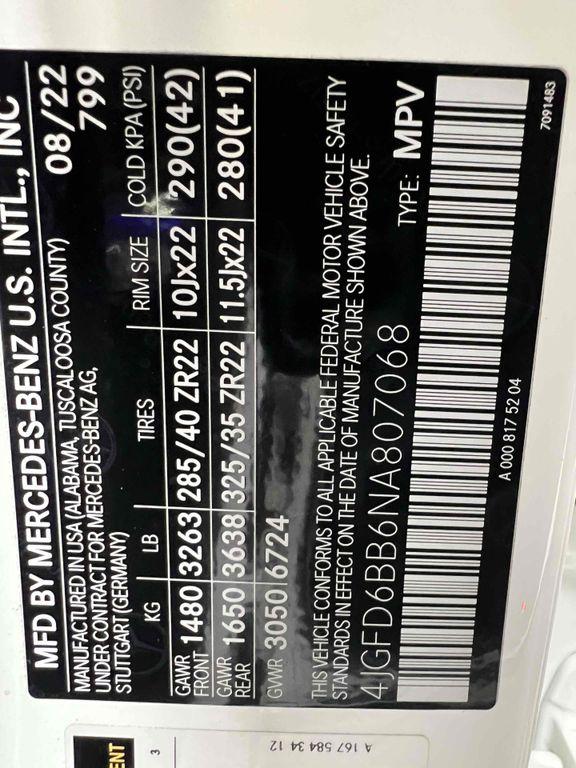 MFD BY MERCEDES-BENZ U.S. INTL., INC
MANUFACTURED IN USA (ALABAMA, TUSCALOOSA COUNTY) 08/22
UNDER CONTRACT FOR MERCEDES-BENZ AG, 799
STUTTGART (GERMANY)
KG LB TIRES RIM SIZE COLD KPA (PSI)
GAWR FRONT 1480 3263 285/40 ZR22 10Jx22 290(42)
GAWR REAR 1650 3638 325/35 ZR22 11.5Jx22 280(41)
GVWR 3050 6724
THIS VEHICLE CONFORMS TO ALL APPLICABLE FEDERAL MOTOR VEHICLE SAFETY
STANDARDS IN EFFECT ON THE DATE OF MANUFACTURE SHOWN ABOVE.
4JGFD6BB6NA807068 TYPE: MPV
A 000 817 52 04 7091483
ENT
3
A 167 584 34 12